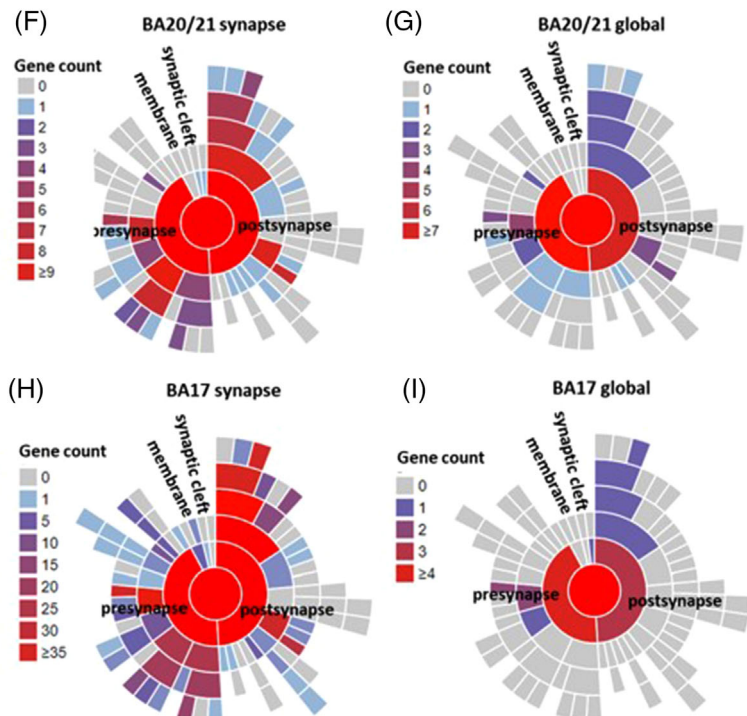 (F)
BA20/21 synapse
Gene count
0
1
2
3
4
5
6
7
8
≥9
membrane
synaptic cleft
presynapse
postsynapse
(G)
BA20/21 global
Gene count
0
1
2
3
4
5
6
≥7
membrane
synaptic cleft
presynapse
postsynapse
(H)
BA17 synapse
Gene count
0
1
5
10
15
20
25
30
≥35
membrane
synaptic cleft
presynapse
postsynapse
(I)
BA17 global
Gene count
0
1
2
3
≥4
membrane
synaptic cleft
presynapse
postsynapse